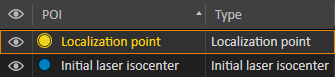 POI Type
Localization point Localization point
Initial laser isocenter Initial laser isocenter